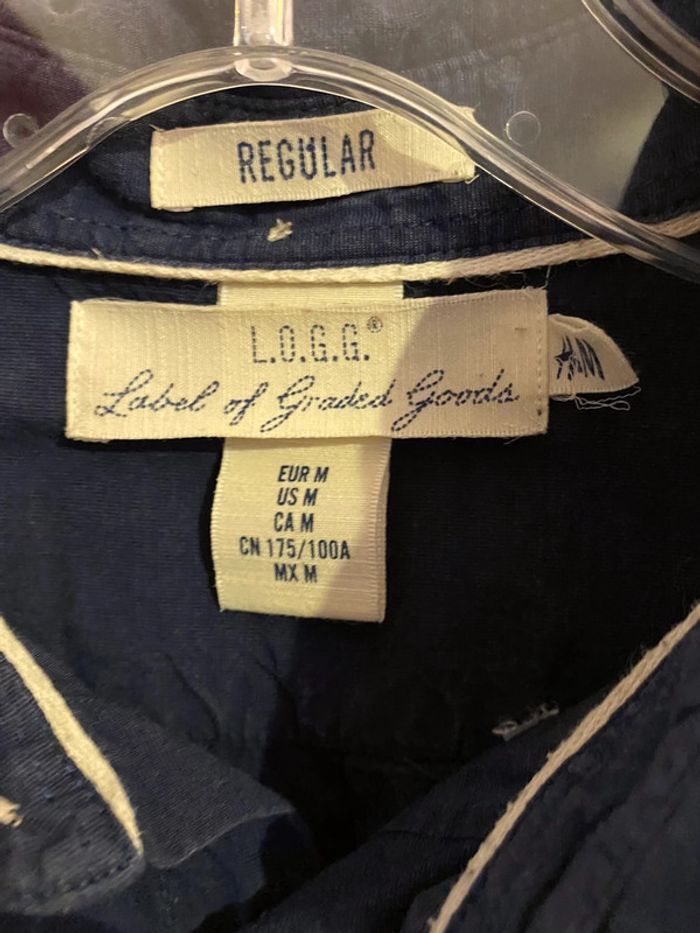 REGULAR
L.O.G.G.®
Label of Graded Goods
EUR M
US M
CA M
CN 175/100A
MX M